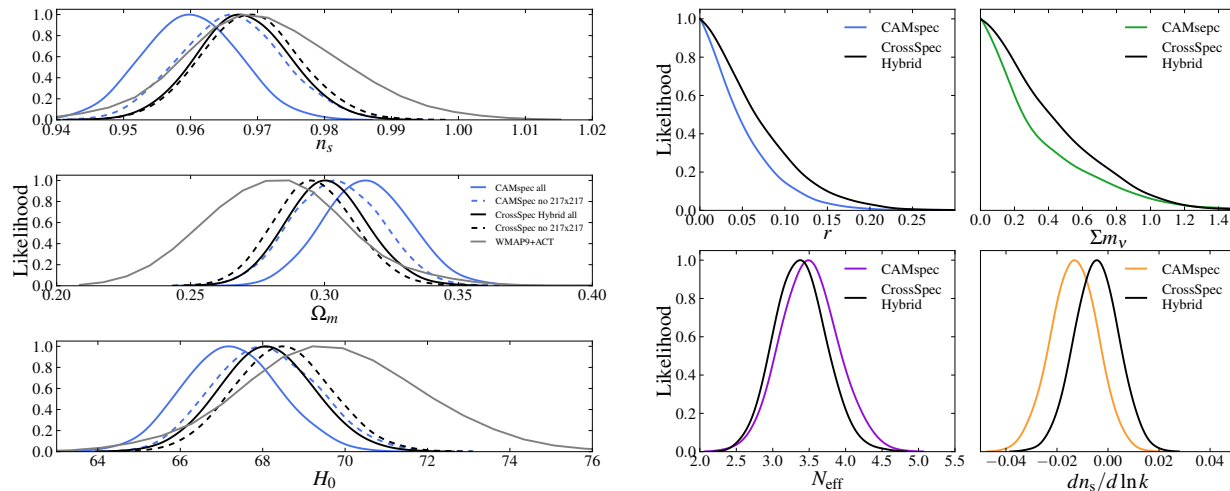 1.0
0.8
0.6
0.4
0.2
0.0
0.94 0.95 0.96 0.97 0.98 0.99 1.00 1.01 1.02
n_s
Likelihood
1.0
0.8
0.6
0.4
0.2
0.0
CAMspec all
CAMSpec no 217x217
CrossSpec Hybrid all
CrossSpec no 217x217
WMAP9+ACT
0.20 0.25 0.30 0.35 0.40
Ω_m
1.0
0.8
0.6
0.4
0.2
0.0
64 66 68 70 72 74 76
H_0
Likelihood
1.0
0.8
0.6
0.4
0.2
0.0
CAMspec
CrossSpec
Hybrid
0.00 0.05 0.10 0.15 0.20 0.25
r
CAMsepc
CrossSpec
Hybrid
0.0 0.2 0.4 0.6 0.8 1.0 1.2 1.4
Σm_ν
Likelihood
1.0
0.8
0.6
0.4
0.2
0.0
CAMspec
CrossSpec
Hybrid
2.0 2.5 3.0 3.5 4.0 4.5 5.0 5.5
N_eff
CAMspec
CrossSpec
Hybrid
−0.04 −0.02 0.00 0.02 0.04
dn_s/d ln k